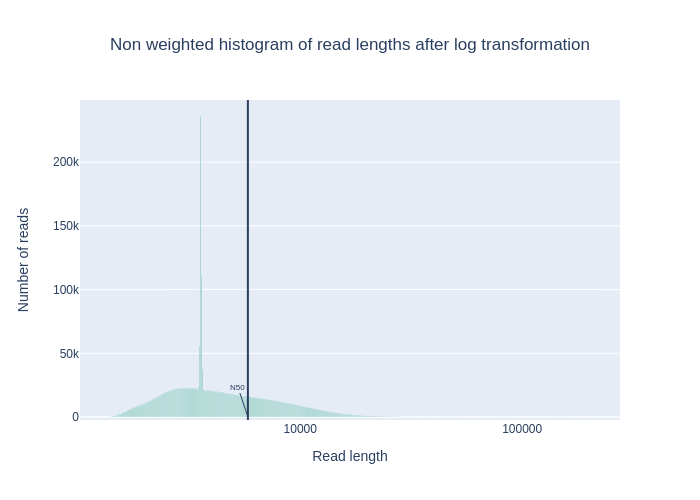 Non weighted histogram of read lengths after log transformation
200k
150k
100k
50k
0
N50
10000
100000
Number of reads
Read length